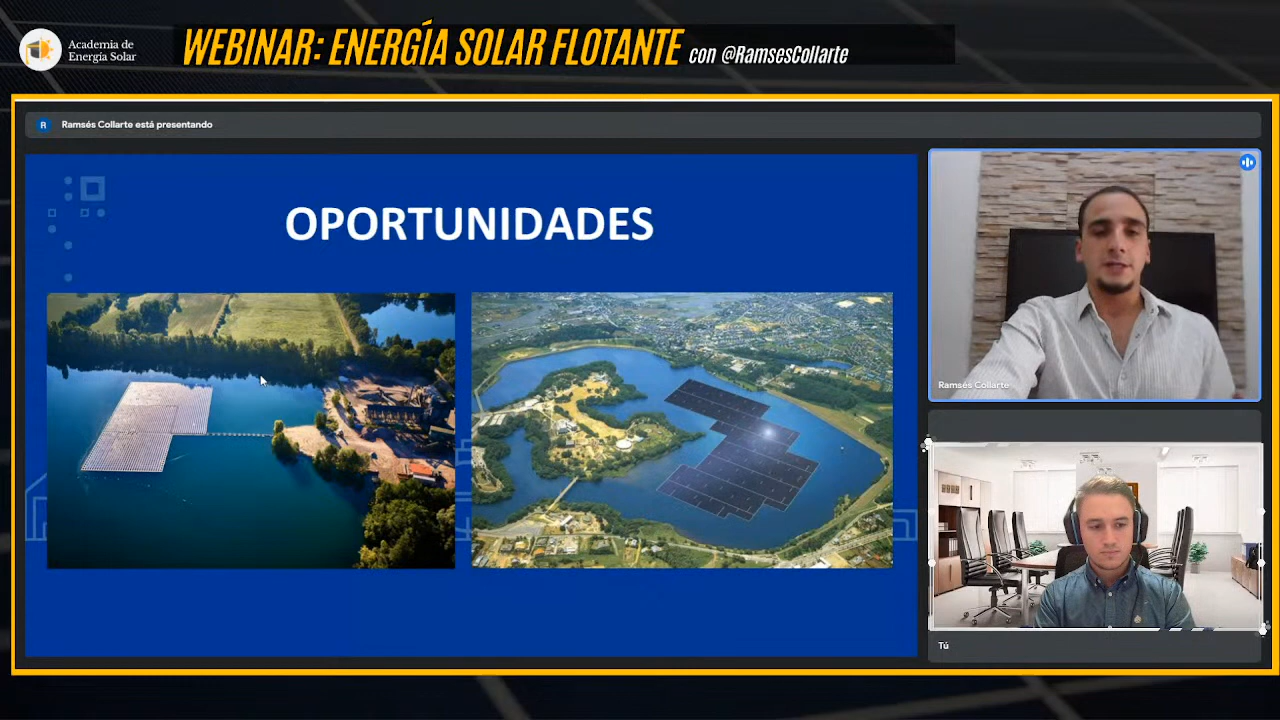 Academia de
Energía Solar
WEBINAR: ENERGÍA SOLAR FLOTANTE con @RamsesCollarte
R
Ramsés Collarte está presentando
OPORTUNIDADES
Ramsés Collarte
Tú